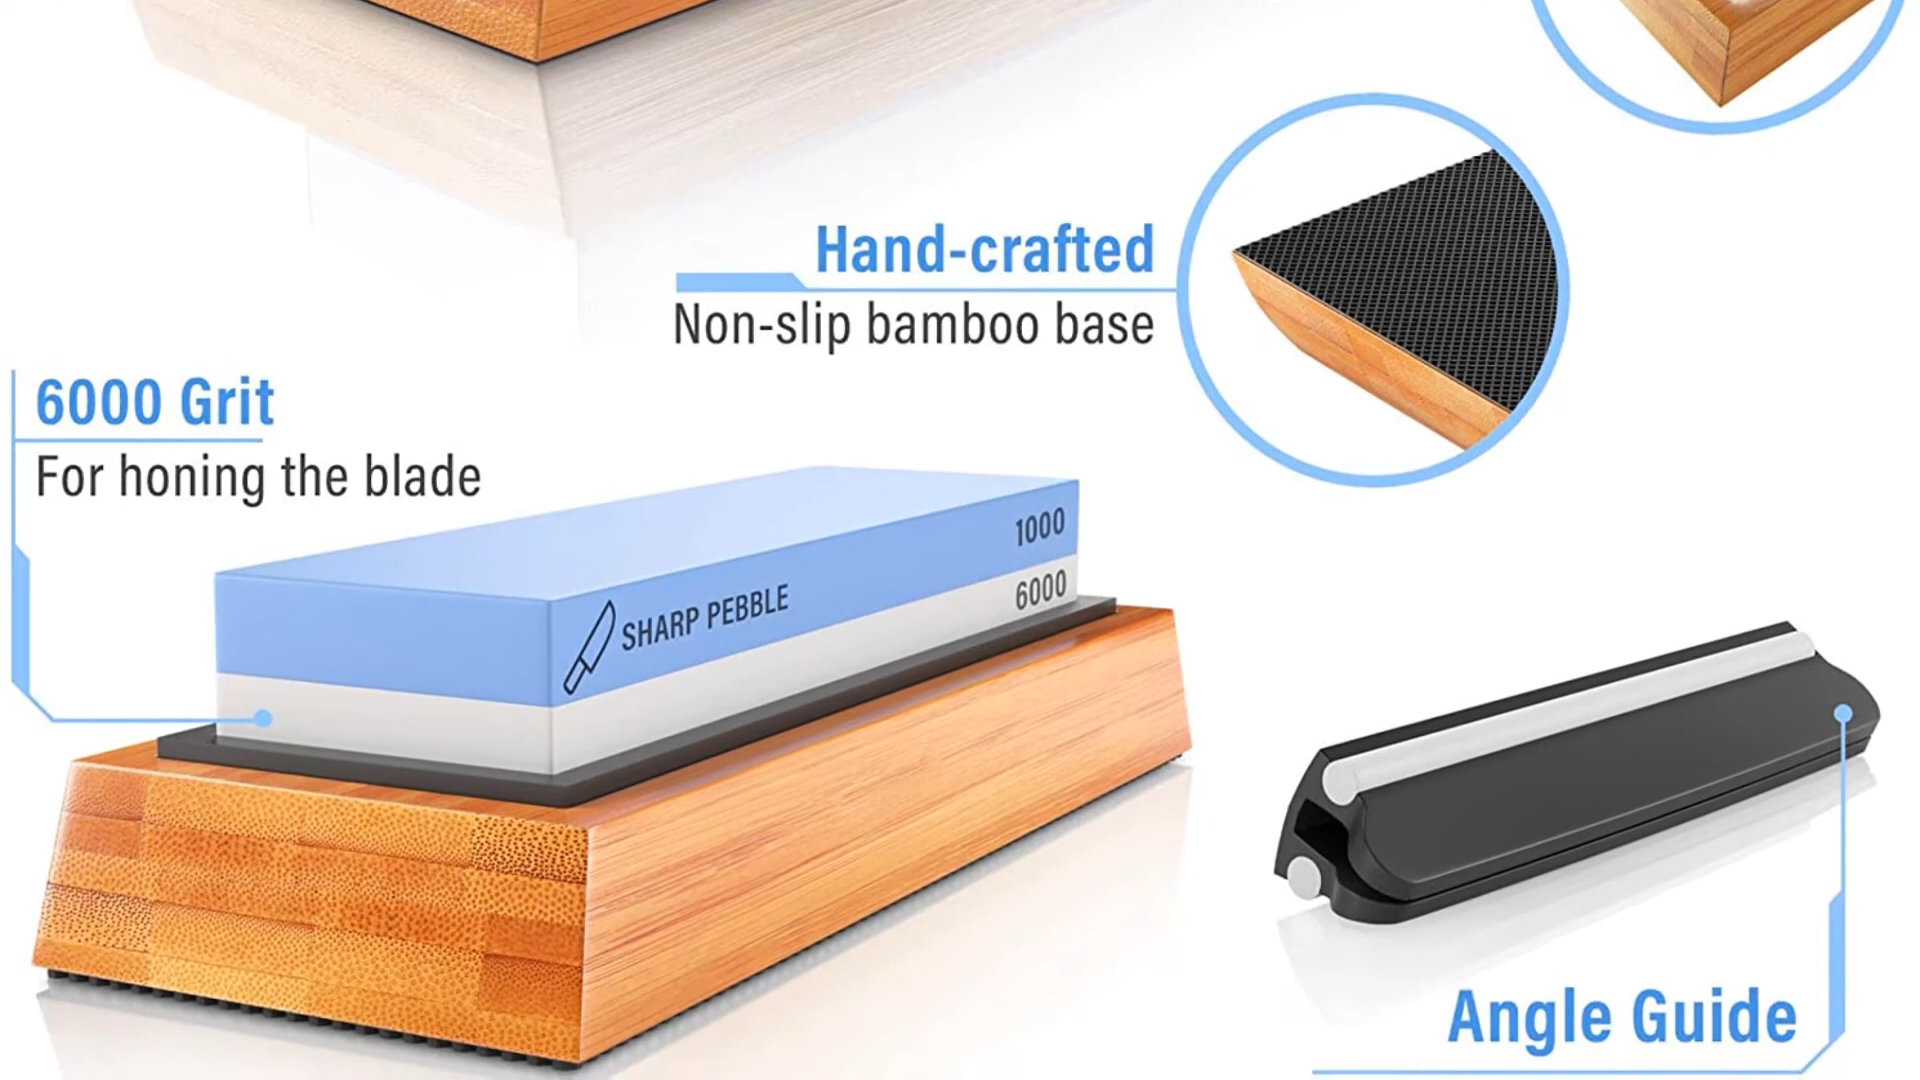 Hand-crafted
Non-slip bamboo base
6000 Grit
For honing the blade
1000
6000
SHARP PEBBLE
Angle Guide